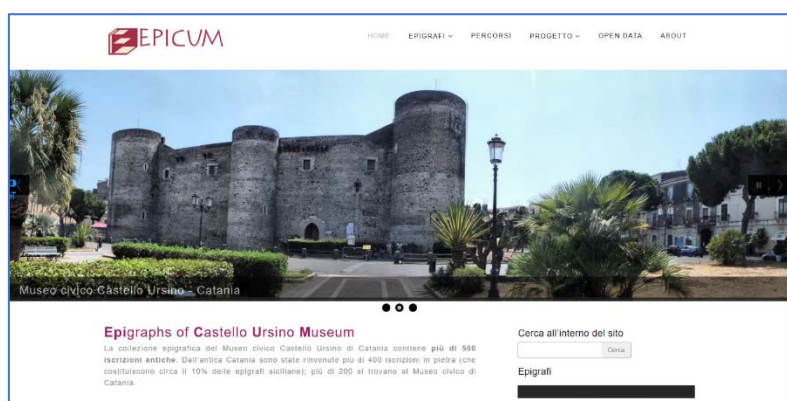 EPICVM
HOME EPIGRAFI PERCORSI PROGETTO OPEN DATA ABOUT
Museo civico Castello Ursino - Catania
Epigraphs of Castello Ursino Museum
La collezione epigrafica del Museo civico Castello Ursino di Catania contiene più di 500
iscrizioni antiche. Dall'antica Catania sono state rinvenute più di 400 iscrizioni in pietra (che
costituiscono circa il 10% delle epigrafi siciliane); più di 200 si trovano al Museo civico di
Catania.
Cerca all'interno del sito
Cerca
Epigrafi